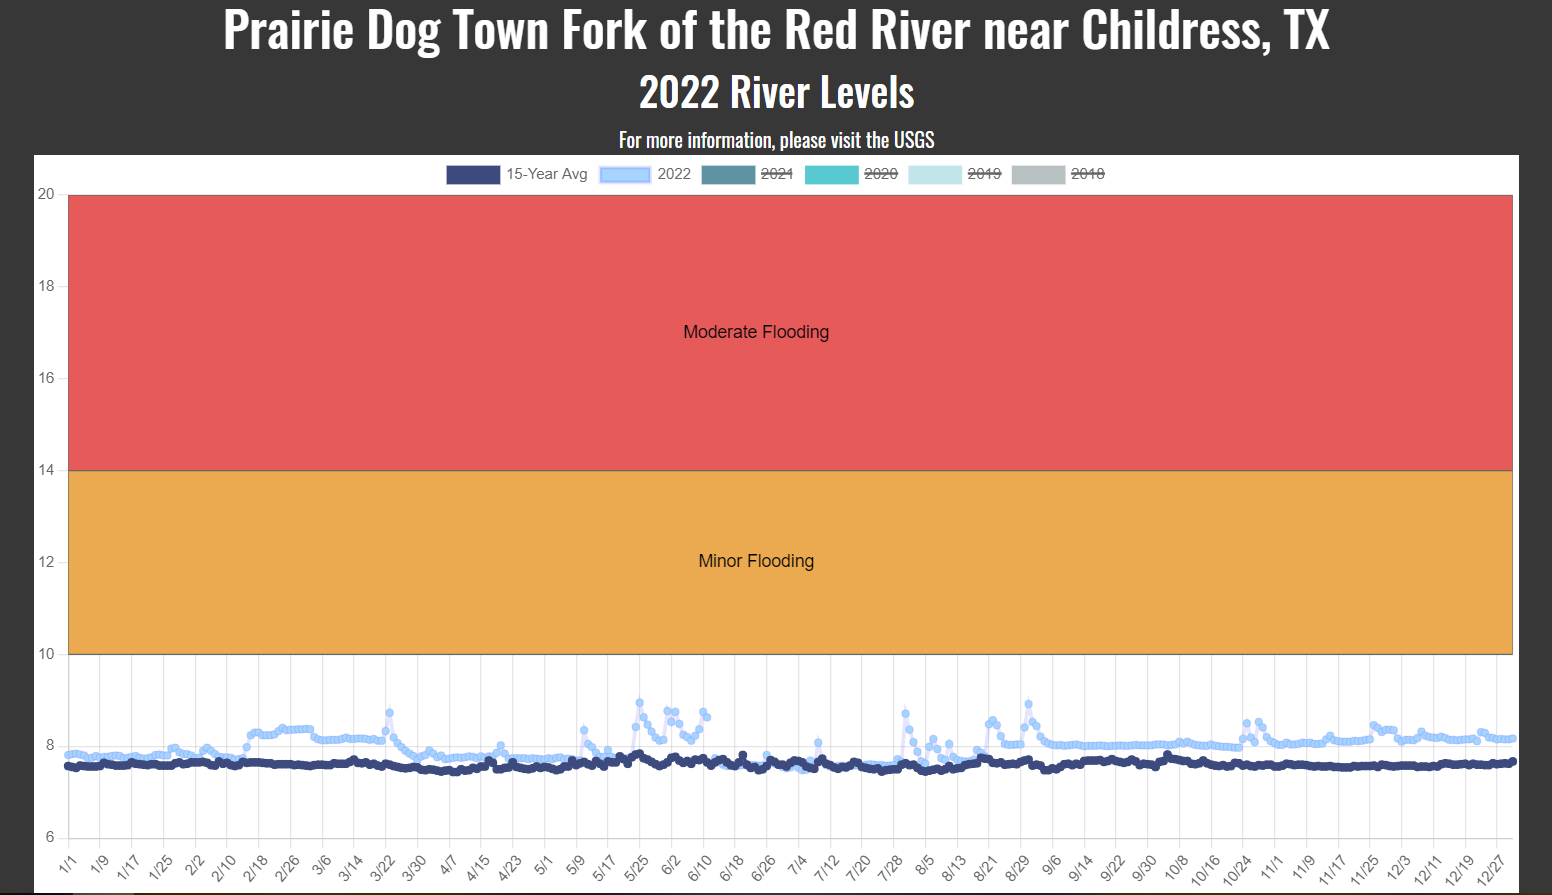 Prairie Dog Town Fork of the Red River near Childress, TX
2022 River Levels
For more information, please visit the USGS
15-Year Avg 2022 2021 2020 2019 2018
20
18
Moderate Flooding
16
14
12
Minor Flooding
10
8
6
1/1 1/9 1/17 1/25 2/2 2/10 2/18 2/26 3/6 3/14 3/22 3/30 4/7 4/15 4/23 5/1 5/9 5/17 5/25 6/2 6/10 6/18 6/26 7/4 7/12 7/20 7/28 8/5 8/13 8/21 8/29 9/6 9/14 9/22 9/30 10/8 10/16 10/24 11/1 11/9 11/17 11/25 12/3 12/11 12/19 12/27